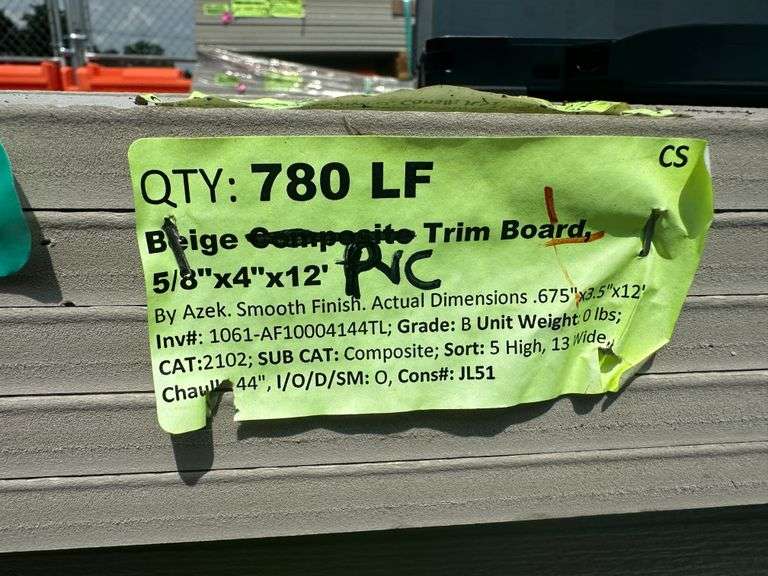 CS
QTY: 780 LF
Beige Composite Trim Board,
5/8"x4"x12' PVC
By Azek. Smooth Finish. Actual Dimensions .675"x3.5"x12'
Inv#: 1061-AF10004144TL; Grade: B Unit Weight: 0 lbs;
CAT:2102; SUB CAT: Composite; Sort: 5 High, 13 Wide,
44", I/O/D/SM: O, Cons#: JL51